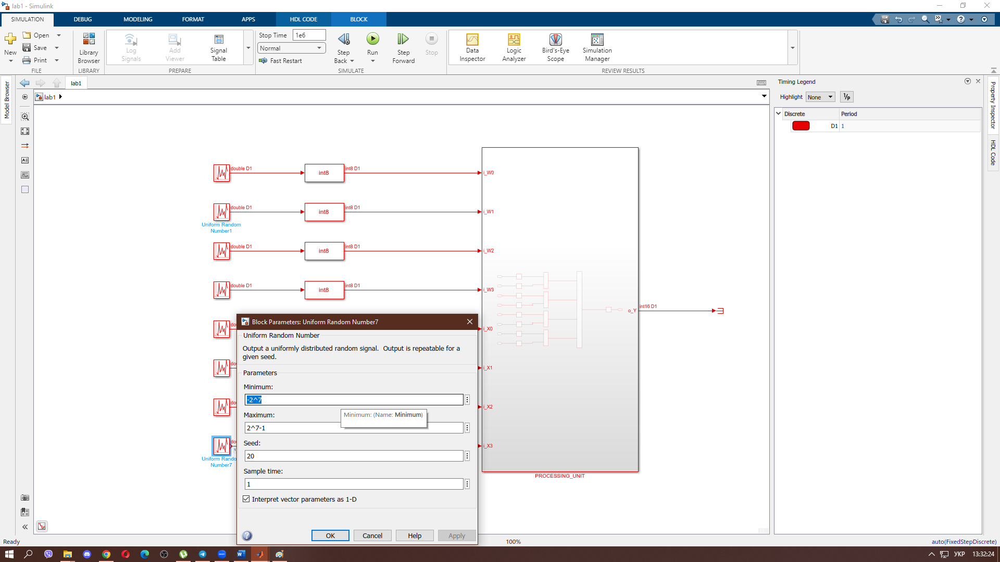 lab1 - Simulink
SIMULATION DEBUG MODELING FORMAT APPS HDL CODE BLOCK
New
Open
Save
Print
FILE
Library Browser
LIBRARY
Log Signals
Add Viewer
Signal Table
PREPARE
Stop Time 1e6
Normal
Fast Restart
Step Back
Run
Step Forward
Stop
SIMULATE
Data Inspector
Logic Analyzer
Bird's-Eye Scope
Simulation Manager
REVIEW RESULTS
Model Browser
lab1
lab1
double D1 int8 int8 D1 i_W0
double D1 int8 int8 D1 i_W1
Uniform Random Number1
double D1 int8 int8 D1 i_W2
double D1 int8 int8 D1 i_W3
i_X0
i_X1
i_X2
i_X3
o_Y int16 D1
PROCESSING_UNIT
Uniform Rando
Number7
Block Parameters: Uniform Random Number7
Uniform Random Number
Output a uniformly distributed random signal. Output is repeatable for a
given seed.
Parameters
Minimum:
-2^7
Minimum: (Name: Minimum)
Maximum:
2^7-1
Seed:
20
Sample time:
1
Interpret vector parameters as 1-D
OK Cancel Help Apply
Timing Legend
Highlight None 1/P
Discrete Period
D1 1
Property Inspector
HDL Code
Ready 100% auto(FixedStepDiscrete)
УКР 13:32:24